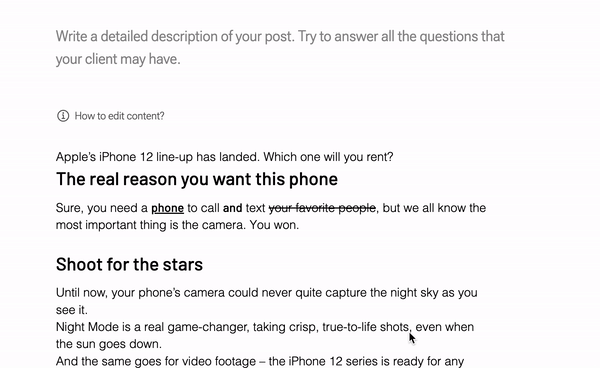 Write a detailed description of your post. Try to answer all the questions that
your client may have.
How to edit content?
Apple's iPhone 12 line-up has landed. Which one will you rent?
The real reason you want this phone
Sure, you need a phone to call and text your favorite people, but we all know the
most important thing is the camera. You won.
Shoot for the stars
Until now, your phone's camera could never quite capture the night sky as you
see it.
Night Mode is a real game-changer, taking crisp, true-to-life shots, even when
the sun goes down.
And the same goes for video footage – the iPhone 12 series is ready for any